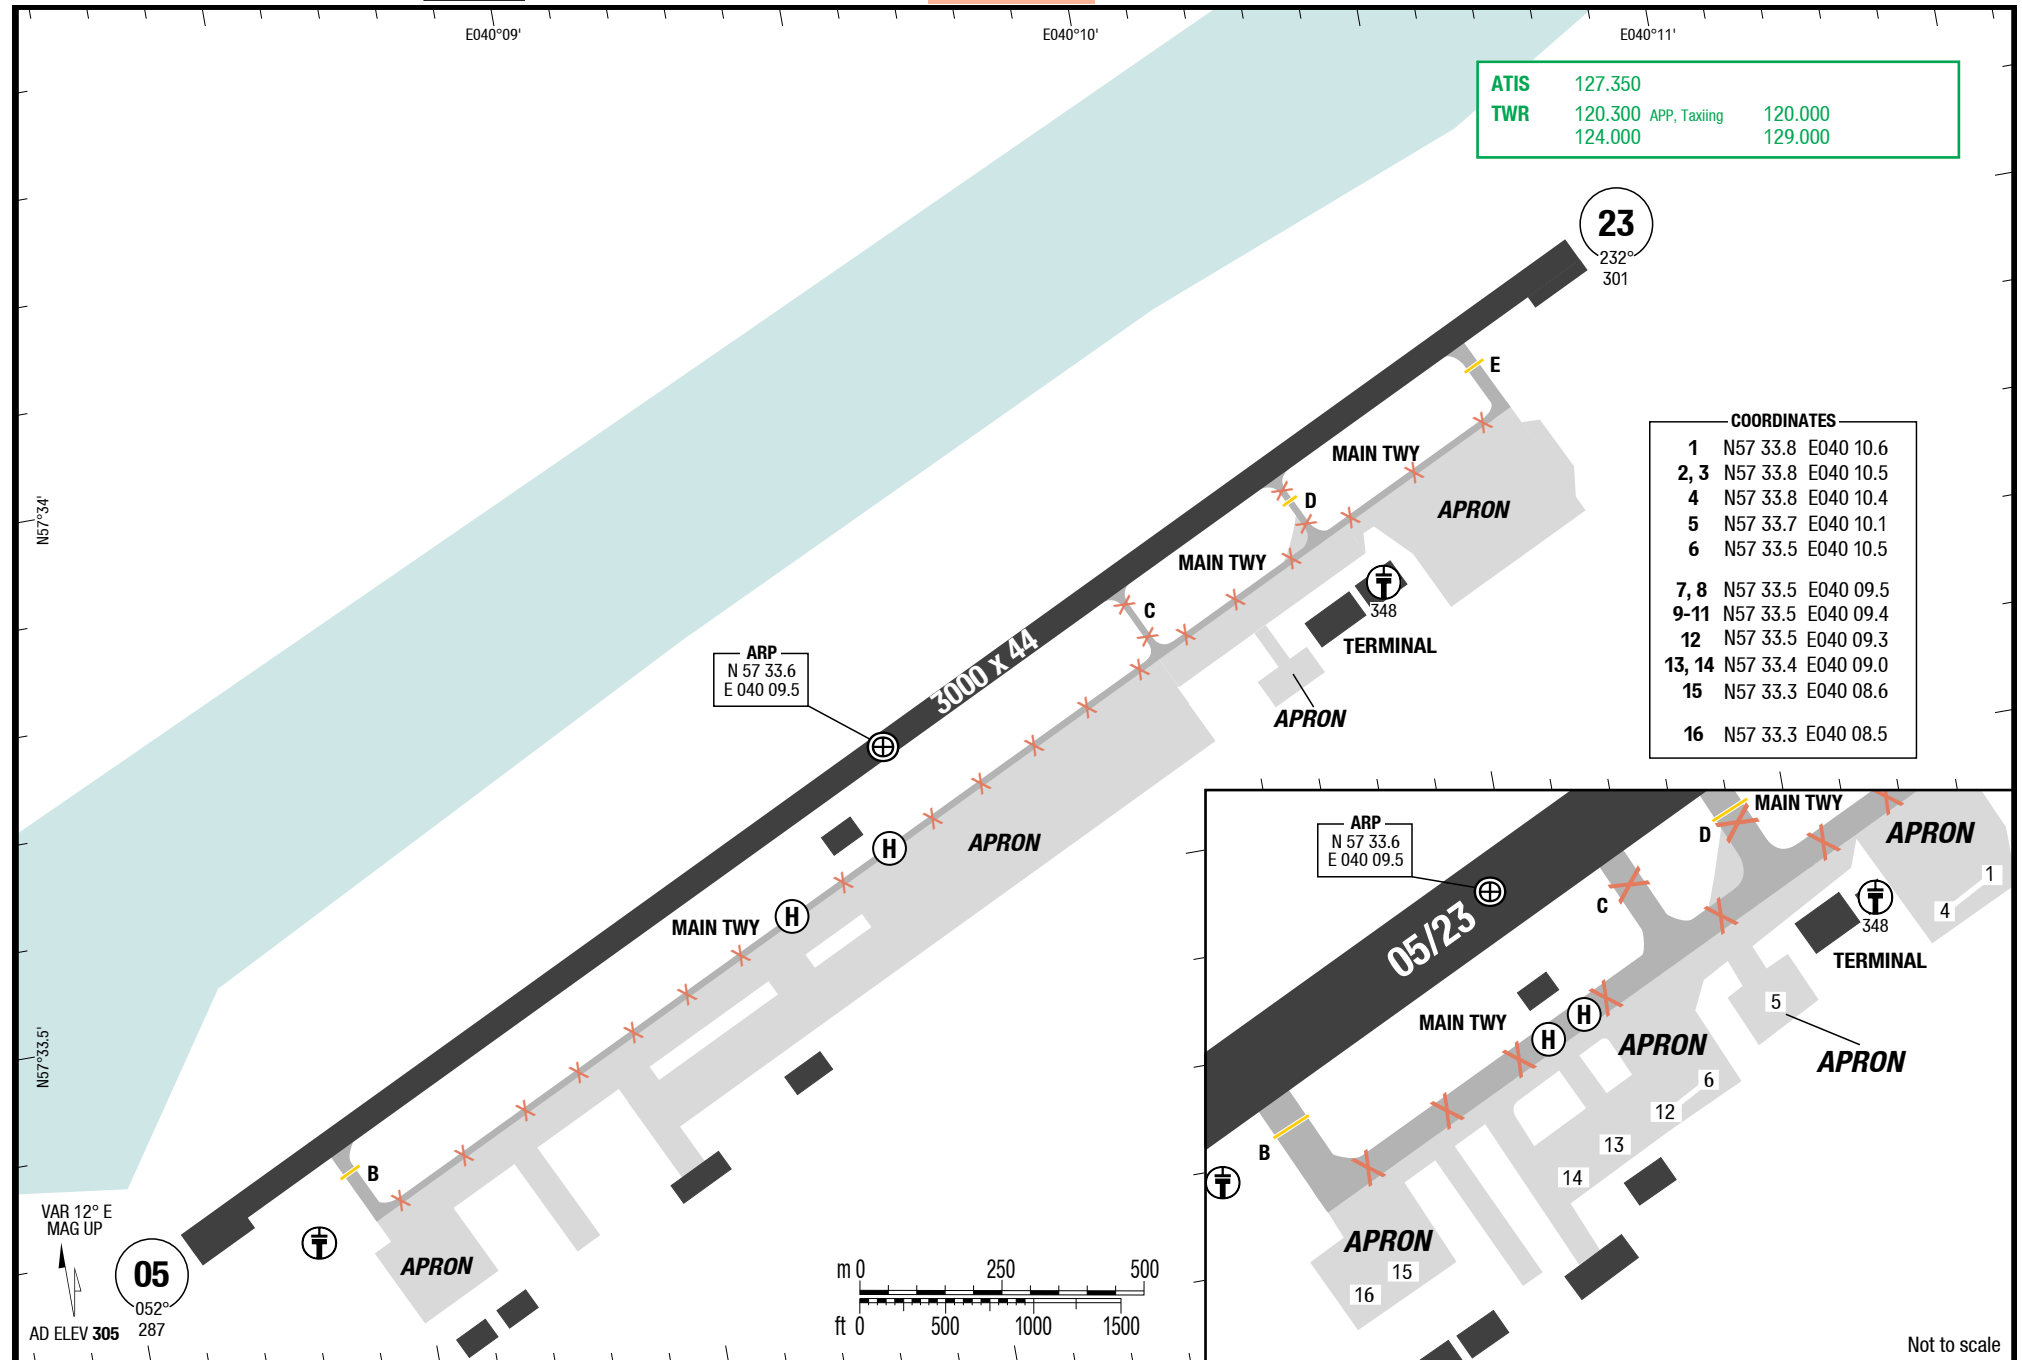 E040°09'
E040°10'
E040°11'
ATIS 127.350
TWR 120.300 APP, Taxiing 120.000
124.000 129.000
23
232°
301
E
COORDINATES
1 N57 33.8 E040 10.6
2, 3 N57 33.8 E040 10.5
4 N57 33.8 E040 10.4
5 N57 33.7 E040 10.1
6 N57 33.5 E040 10.5
7, 8 N57 33.5 E040 09.5
9-11 N57 33.5 E040 09.4
12 N57 33.5 E040 09.3
13, 14 N57 33.4 E040 09.0
15 N57 33.3 E040 08.6
16 N57 33.3 E040 08.5
MAIN TWY
D
APRON
N57°34'
MAIN TWY
C
348
TERMINAL
3000 x 44
ARP
N 57 33.6
E 040 09.5
APRON
H
APRON
H
MAIN TWY
N57°33.5'
B
APRON
VAR 12° E
MAG UP
05
052°
287
AD ELEV 305
m 0 250 500
ft 0 500 1000 1500
MAIN TWY
D
APRON
ARP
N 57 33.6
E 040 09.5
1
4
C
348
05/23
TERMINAL
5
MAIN TWY
H
H
APRON
APRON
6
12
13
14
B
APRON
15
16
Not to scale